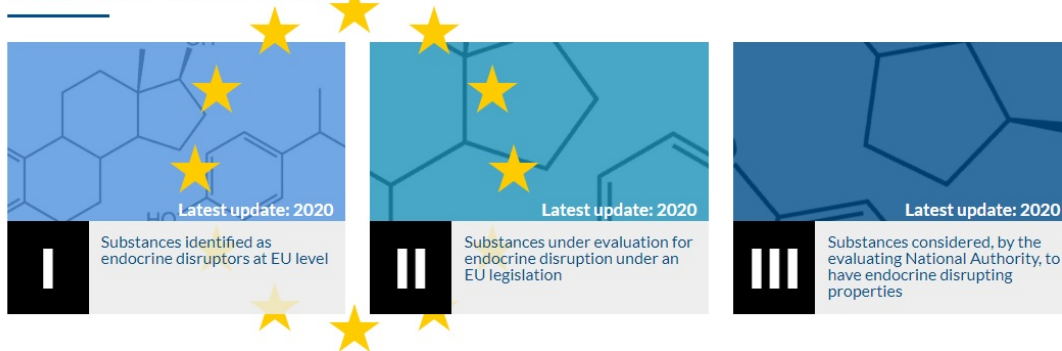 OH
HO
Latest update: 2020
I
Substances identified as
endocrine disruptors at EU level
Latest update: 2020
II
Substances under evaluation for
endocrine disruption under an
EU legislation
Latest update: 2020
III
Substances considered, by the
evaluating National Authority, to
have endocrine disrupting
properties